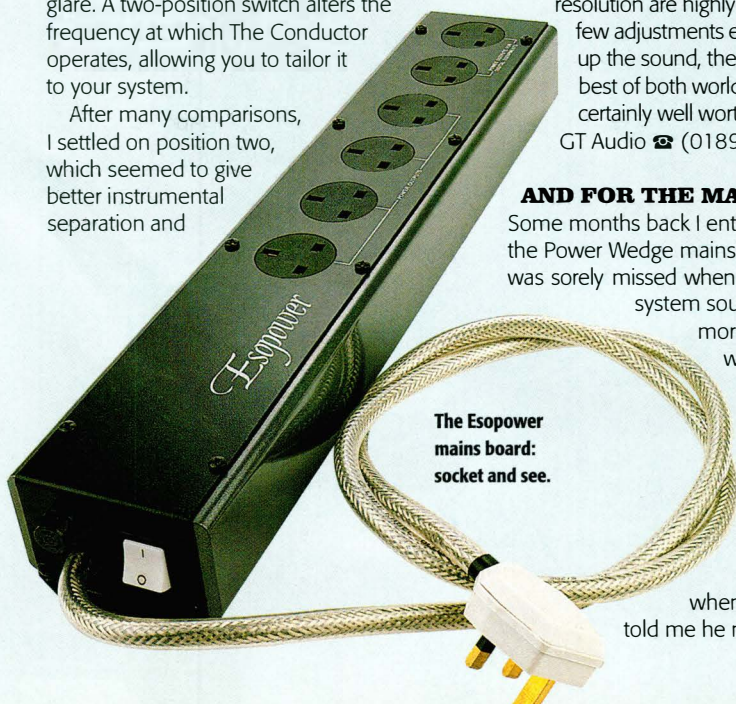 glare. A two-position switch alters the
frequency at which The Conductor
operates, allowing you to tailor it
to your system.
After many comparisons,
I settled on position two,
which seemed to give
better instrumental
separation and
resolution are highly
few adjustments e
up the sound, the
best of both world
certainly well wort
GT Audio ☎ (0189
AND FOR THE MA
Some months back I ent
the Power Wedge mains
was sorely missed when
system sou
mor
w
POWER OUTPUTS
Esopower
I
O
The Esopower
mains board:
socket and see.
when
told me he r